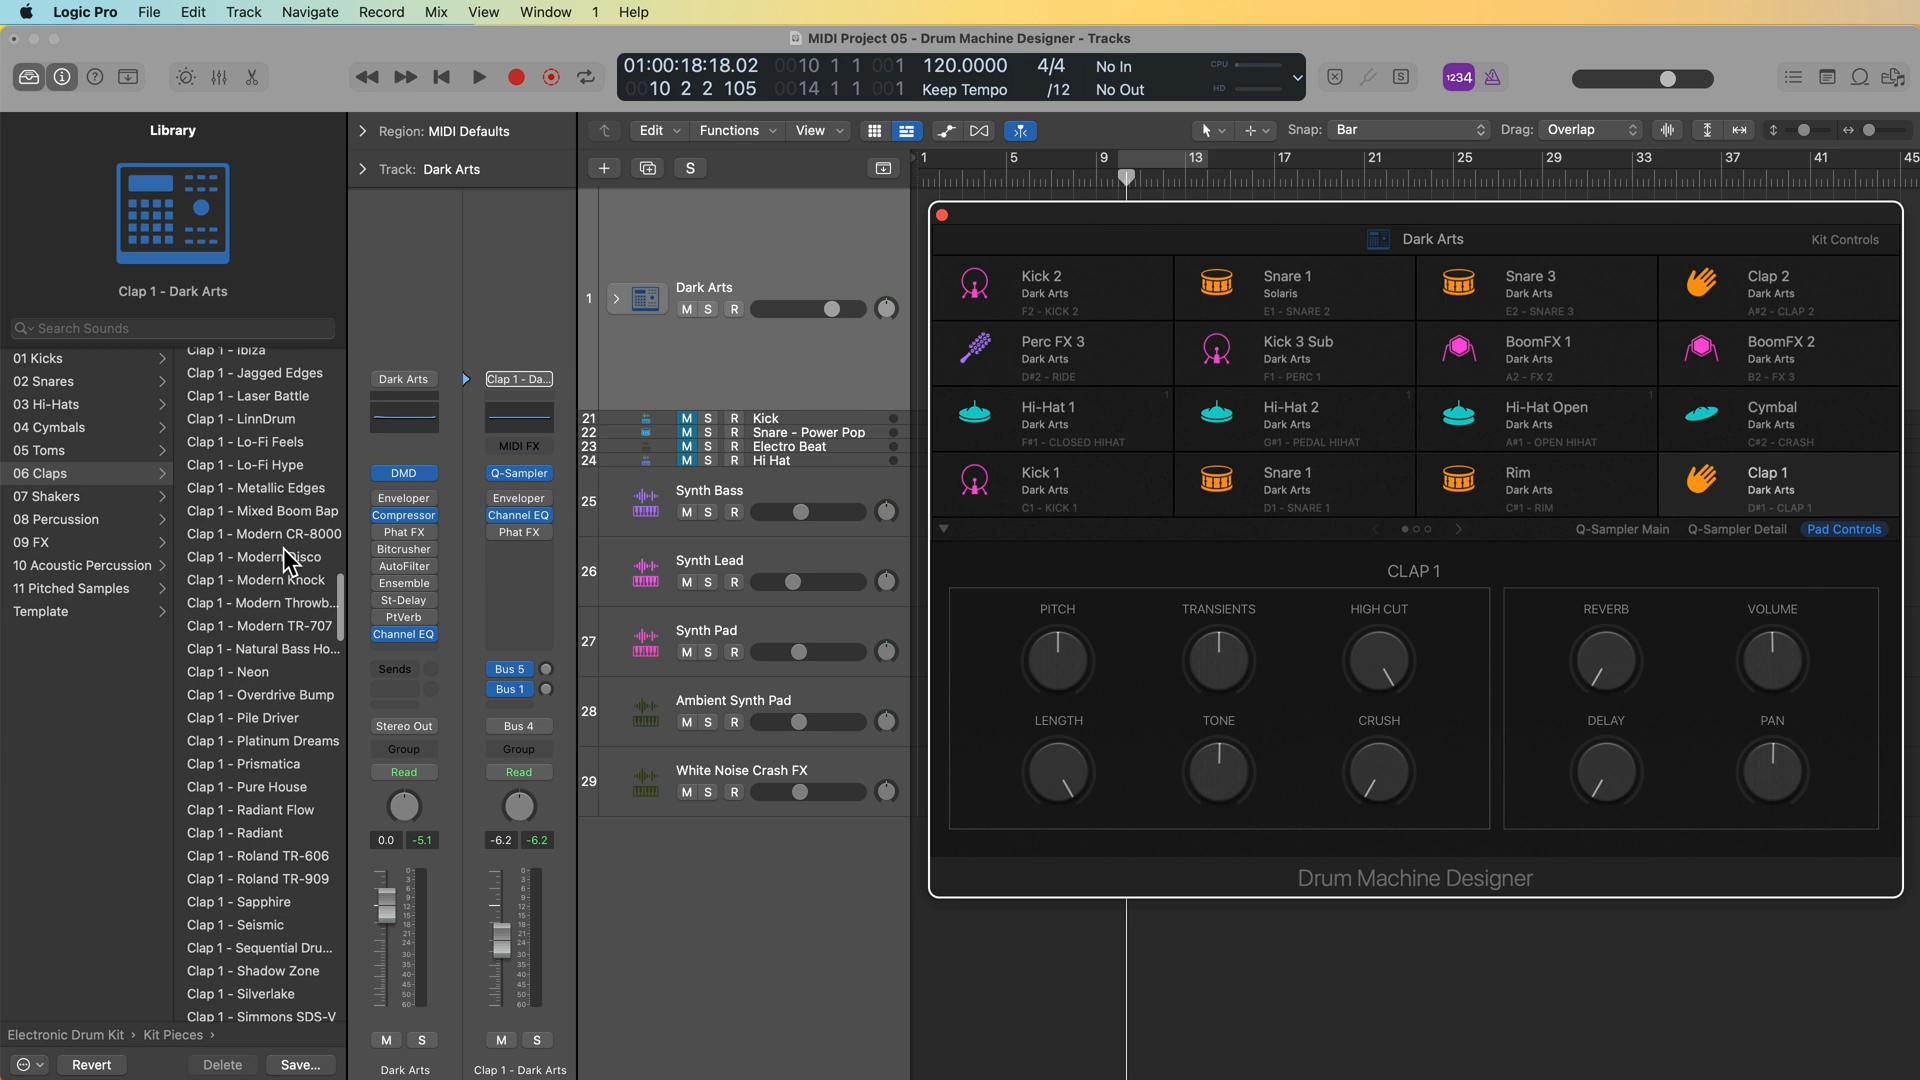 Logic Pro File Edit Track Navigate Record Mix View Window 1 Help
MIDI Project 05 - Drum Machine Designer - Tracks
01:00:18:18.02 0010 1 1 001 120.0000 4/4 No In CPU
0010 2 2 105 0014 1 1 001 Keep Tempo /12 No Out HD
S
1234
Library
Clap 1 - Dark Arts
Search Sounds
01 Kicks
02 Snares
03 Hi-Hats
04 Cymbals
05 Toms
06 Claps
07 Shakers
08 Percussion
09 FX
10 Acoustic Percussion
11 Pitched Samples
Template
Clap 1 - Ibiza
Clap 1 - Jagged Edges
Clap 1 - Laser Battle
Clap 1 - LinnDrum
Clap 1 - Lo-Fi Feels
Clap 1 - Lo-Fi Hype
Clap 1 - Metallic Edges
Clap 1 - Mixed Boom Bap
Clap 1 - Modern CR-8000
Clap 1 - Modern Disco
Clap 1 - Modern Knock
Clap 1 - Modern Throwb...
Clap 1 - Modern TR-707
Clap 1 - Natural Bass Ho...
Clap 1 - Neon
Clap 1 - Overdrive Bump
Clap 1 - Pile Driver
Clap 1 - Platinum Dreams
Clap 1 - Prismatica
Clap 1 - Pure House
Clap 1 - Radiant Flow
Clap 1 - Radiant
Clap 1 - Roland TR-606
Clap 1 - Roland TR-909
Clap 1 - Sapphire
Clap 1 - Seismic
Clap 1 - Sequential Dru...
Clap 1 - Shadow Zone
Clap 1 - Silverlake
Clap 1 - Simmons SDS-V
Electronic Drum Kit › Kit Pieces ›
Revert Delete Save...
Region: MIDI Defaults
Track: Dark Arts
Dark Arts
DMD
Enveloper
Compressor
Phat FX
Bitcrusher
AutoFilter
Ensemble
St-Delay
PtVerb
Channel EQ
Sends
Stereo Out
Group
Read
0.0 -5.1
M S
Dark Arts
Clap 1 - Da...
MIDI FX
Q-Sampler
Enveloper
Channel EQ
Phat FX
Bus 5
Bus 1
Bus 4
Group
Read
-6.2 -6.2
M S
Clap 1 - Dark Arts
Edit Functions View
Snap: Bar Drag: Overlap
S
1 5 9 13 17 21 25 29 33 37 41 45
1 Dark Arts
M S R
21 M S R Kick
22 M S R Snare - Power Pop
23 M S R Electro Beat
24 M S R Hi Hat
25 Synth Bass
M S R
26 Synth Lead
M S R
27 Synth Pad
M S R
28 Ambient Synth Pad
M S R
29 White Noise Crash FX
M S R
Dark Arts Kit Controls
Kick 2
Dark Arts
F2 - KICK 2
Snare 1
Solaris
E1 - SNARE 2
Snare 3
Dark Arts
E2 - SNARE 3
Clap 2
Dark Arts
A#2 - CLAP 2
Perc FX 3
Dark Arts
D#2 - RIDE
Kick 3 Sub
Dark Arts
F1 - PERC 1
BoomFX 1
Dark Arts
A2 - FX 2
BoomFX 2
Dark Arts
B2 - FX 3
Hi-Hat 1 1
Dark Arts
F#1 - CLOSED HIHAT
Hi-Hat 2 1
Dark Arts
G#1 - PEDAL HIHAT
Hi-Hat Open 1
Dark Arts
A#1 - OPEN HIHAT
Cymbal
Dark Arts
C#2 - CRASH
Kick 1
Dark Arts
C1 - KICK 1
Snare 1
Dark Arts
D1 - SNARE 1
Rim
Dark Arts
C#1 - RIM
Clap 1
Dark Arts
D#1 - CLAP 1
Q-Sampler Main Q-Sampler Detail Pad Controls
CLAP 1
PITCH TRANSIENTS HIGH CUT REVERB VOLUME
LENGTH TONE CRUSH DELAY PAN
Drum Machine Designer